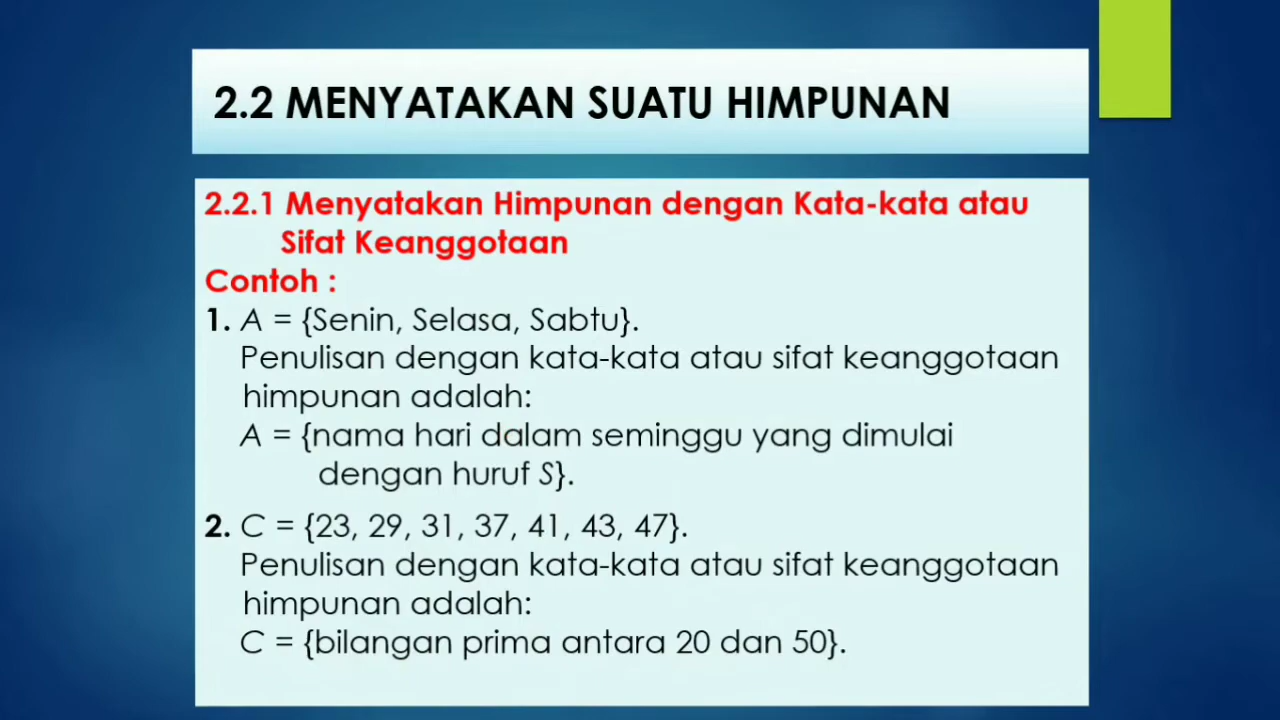 2.2 MENYATAKAN SUATU HIMPUNAN
2.2.1 Menyatakan Himpunan dengan Kata-kata atau
Sifat Keanggotaan
Contoh :
1. A = {Senin, Selasa, Sabtu}.
Penulisan dengan kata-kata atau sifat keanggotaan
himpunan adalah:
A = {nama hari dalam seminggu yang dimulai
dengan huruf S}.
2. C = {23, 29, 31, 37, 41, 43, 47}.
Penulisan dengan kata-kata atau sifat keanggotaan
himpunan adalah:
C = {bilangan prima antara 20 dan 50}.